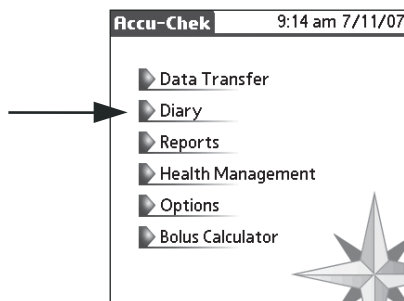 Accu-Chek 9:14 am 7/11/07
Data Transfer
Diary
Reports
Health Management
Options
Bolus Calculator